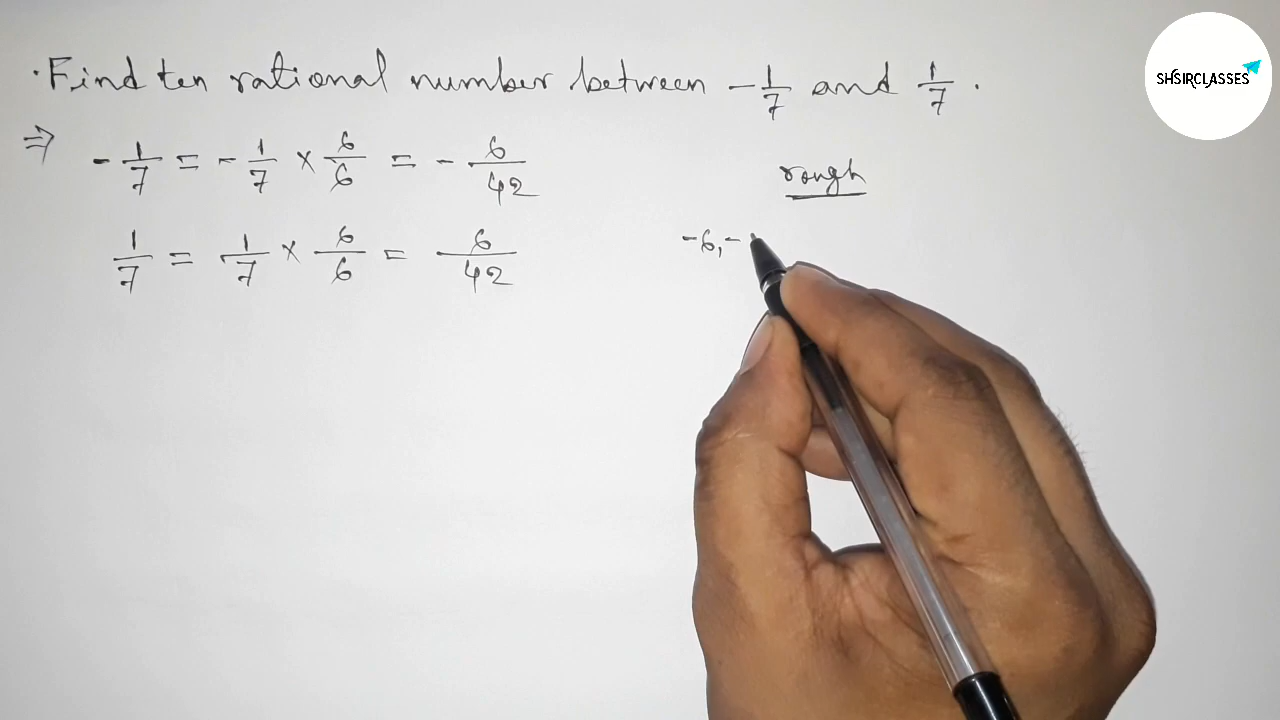 · Find ten rational number between -1/7 and 1/7 .
⇒ -1/7 = -1/7 × 6/6 = -6/42
1/7 = 1/7 × 6/6 = 6/42
rough
-6, -
SHSIRCLASSES